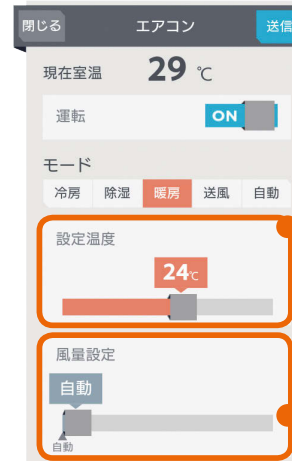 閉じる エアコン 送信
現在室温 29 ℃
運転 ON
モード
冷房 除湿 暖房 送風 自動
設定温度
24℃
風量設定
自動
自動